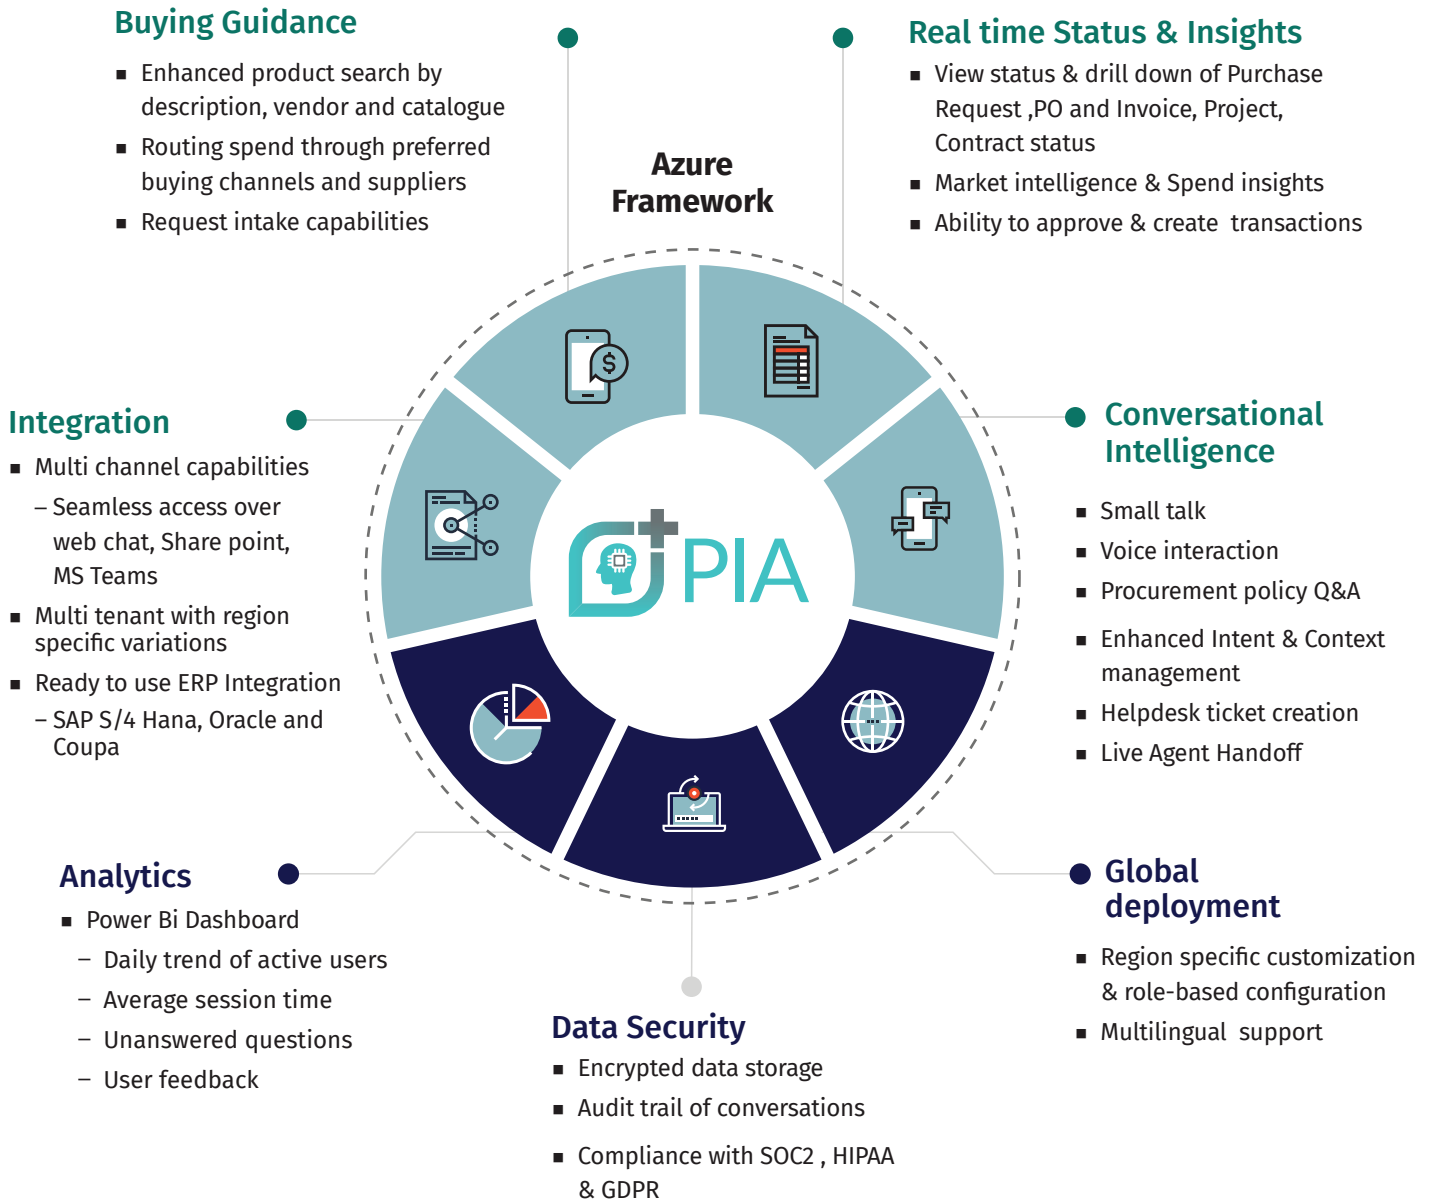 Buying Guidance
▪ Enhanced product search by
description, vendor and catalogue
▪ Routing spend through preferred
buying channels and suppliers
▪ Request intake capabilities
Azure
Framework
Real time Status & Insights
▪ View status & drill down of Purchase
Request ,PO and Invoice, Project,
Contract status
▪ Market intelligence & Spend insights
▪ Ability to approve & create transactions
Integration
▪ Multi channel capabilities
– Seamless access over
web chat, Share point,
MS Teams
▪ Multi tenant with region
specific variations
▪ Ready to use ERP Integration
– SAP S/4 Hana, Oracle and
Coupa
$
PIA
Conversational
Intelligence
▪ Small talk
▪ Voice interaction
▪ Procurement policy Q&A
▪ Enhanced Intent & Context
management
▪ Helpdesk ticket creation
▪ Live Agent Handoff
Analytics
▪ Power Bi Dashboard
– Daily trend of active users
– Average session time
– Unanswered questions
– User feedback
Data Security
▪ Encrypted data storage
▪ Audit trail of conversations
▪ Compliance with SOC2 , HIPAA
& GDPR
Global
deployment
▪ Region specific customization
& role-based configuration
▪ Multilingual support